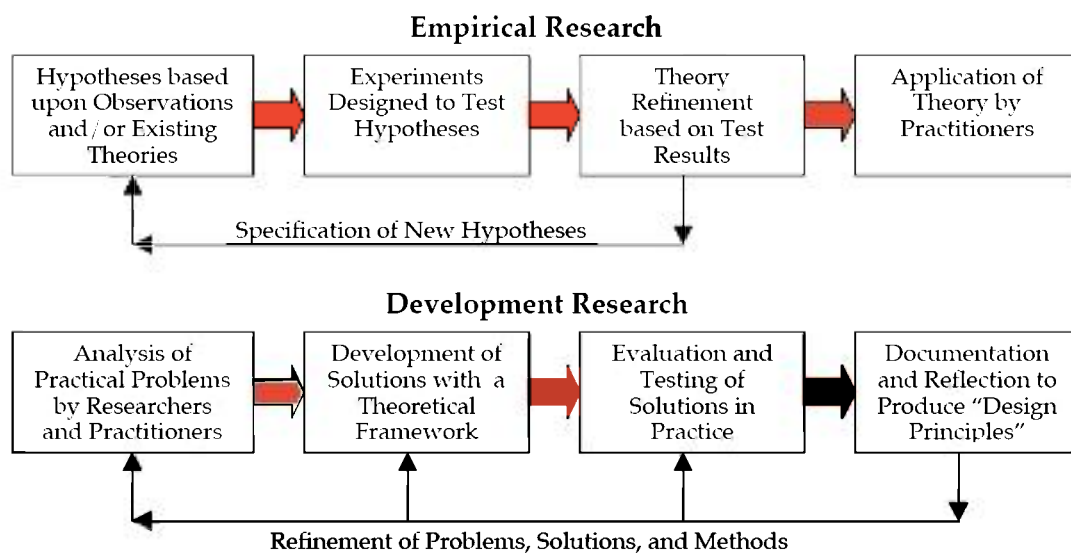 Empirical Research
Hypotheses based
upon Observations
and/or Existing
Theories
Experiments
Designed to Test
Hypotheses
Theory
Refinement
based on Test
Results
Application of
Theory by
Practitioners
Specification of New Hypotheses
Development Research
Analysis of
Practical Problems
by Researchers
and Practitioners
Development of
Solutions with a
Theoretical
Framework
Evaluation and
Testing of
Solutions in
Practice
Documentation
and Reflection to
Produce “Design
Principles”
Refinement of Problems, Solutions, and Methods